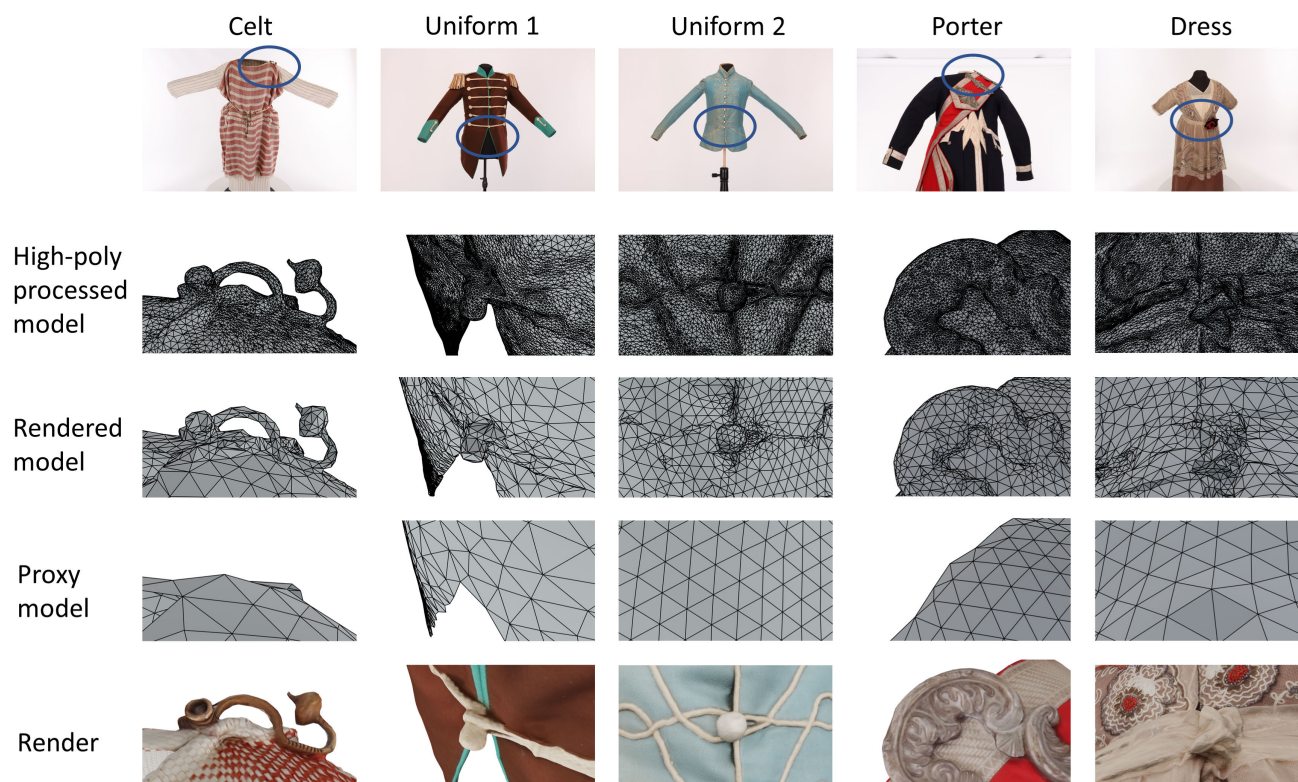 Celt
Uniform 1
Uniform 2
Porter
Dress
High-poly
processed
model
Rendered
model
Proxy
model
Render